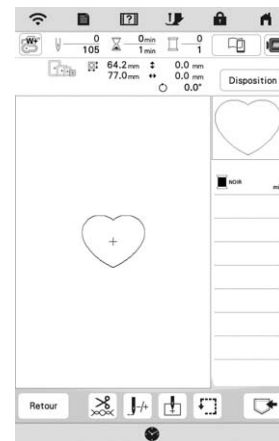 W+ 0 0min 0
105 1min 1
64.2mm 0.0 mm
77.0mm 0.0 mm
0.0°
Disposition
NOIR
Retour